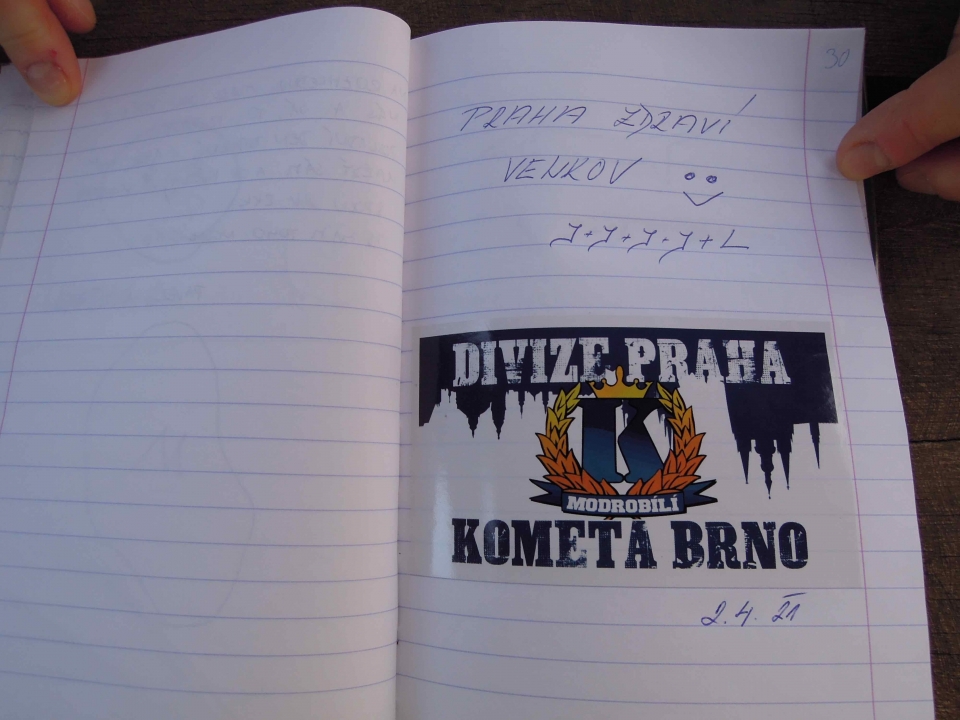 30
PRAHA ZDRAVÍ
VENKOV
J+J+J+J+L
DIVIZE PRAHA
K
MODROBÍLÍ
KOMETA BRNO
2.4. 21